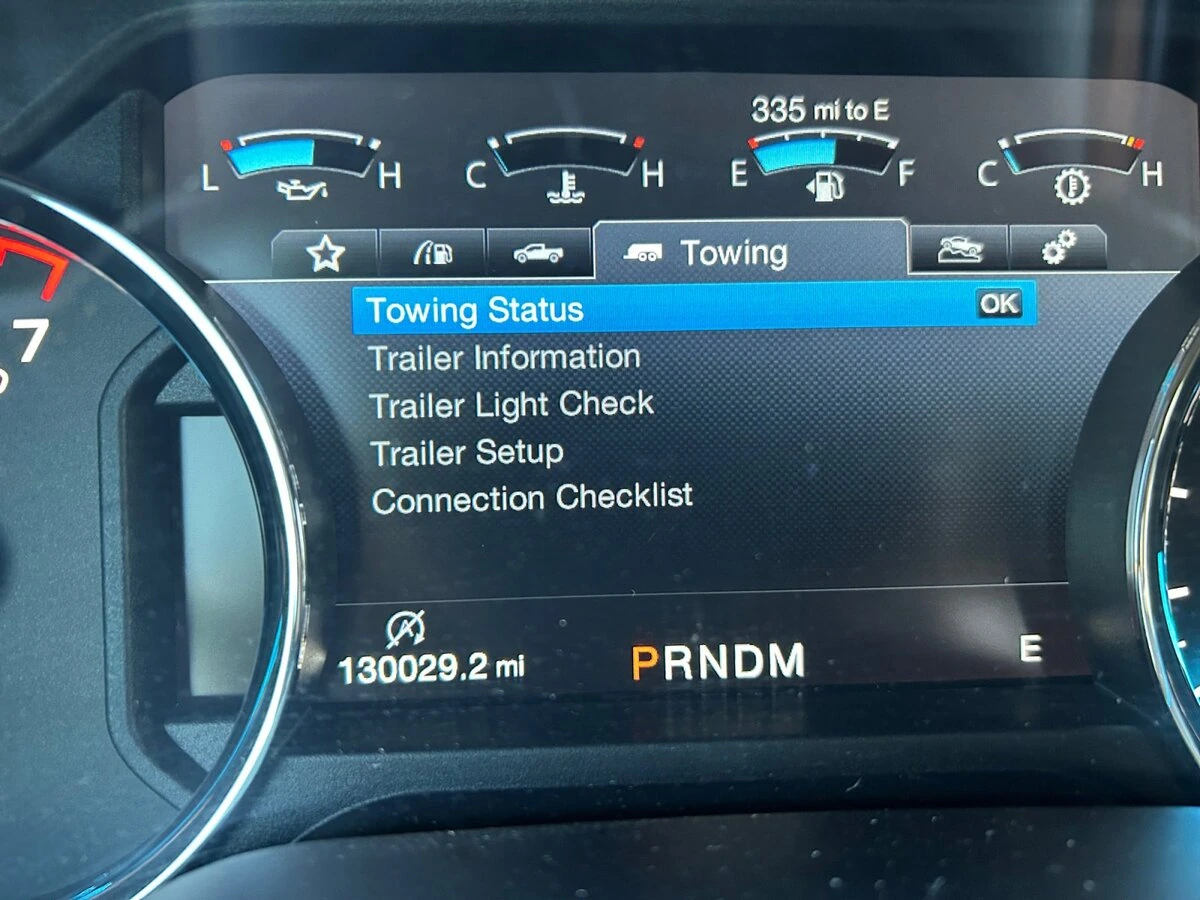 335 mi to E
L H C H E F C H
Towing
Towing Status OK
Trailer Information
Trailer Light Check
Trailer Setup
Connection Checklist
7
130029.2 mi
PRNDM
E